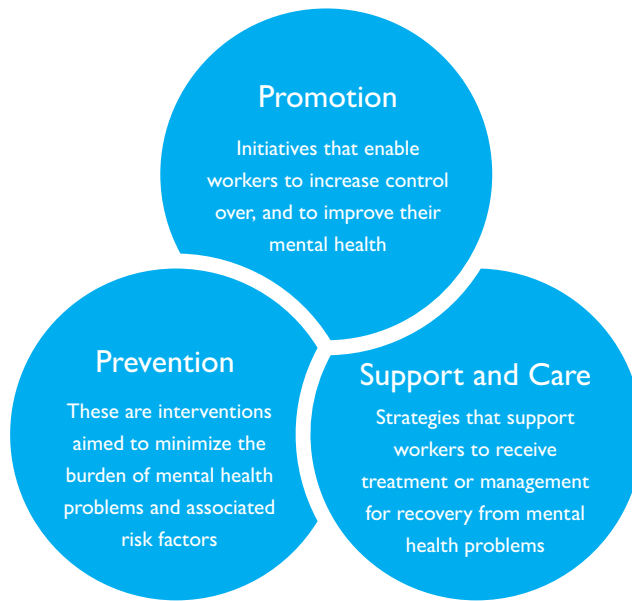 Promotion
Initiatives that enable
workers to increase control
over, and to improve their
mental health
Prevention
These are interventions
aimed to minimize the
burden of mental health
problems and associated
risk factors
Support and Care
Strategies that support
workers to receive
treatment or management
for recovery from mental
health problems